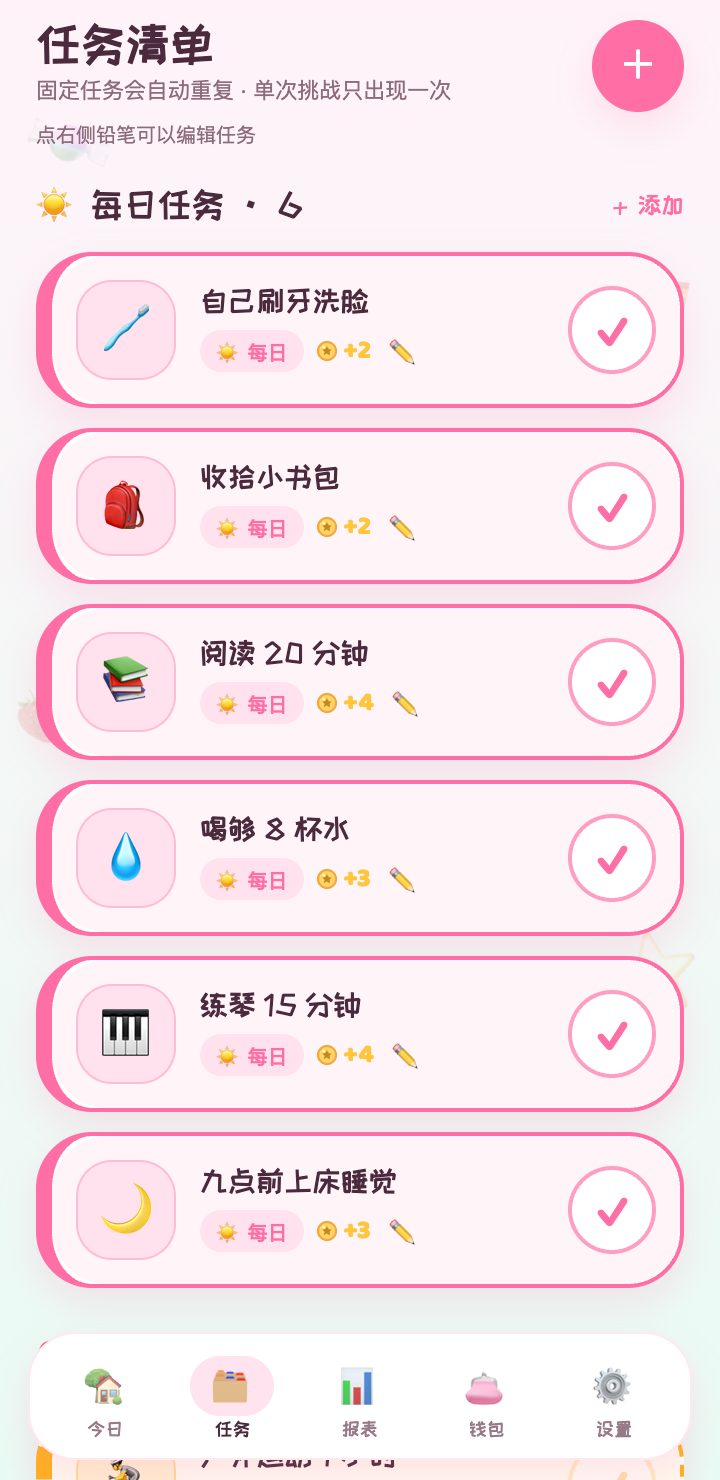 任务清单
固定任务会自动重复 · 单次挑战只出现一次
点右侧铅笔可以编辑任务
每日任务 · 6
+ 添加
自己刷牙洗脸
每日 +2
收拾小书包
每日 +2
阅读 20 分钟
每日 +4
喝够 8 杯水
每日 +3
练琴 15 分钟
每日 +4
九点前上床睡觉
每日 +3
今日 任务 报表 钱包 设置